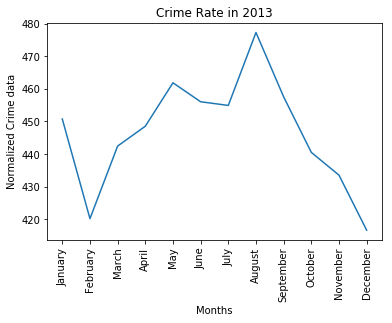 Crime Rate in 2013
Normalized Crime data
480
470
460
450
440
430
420
January
February
March
April
May
June
July
August
September
October
November
December
Months